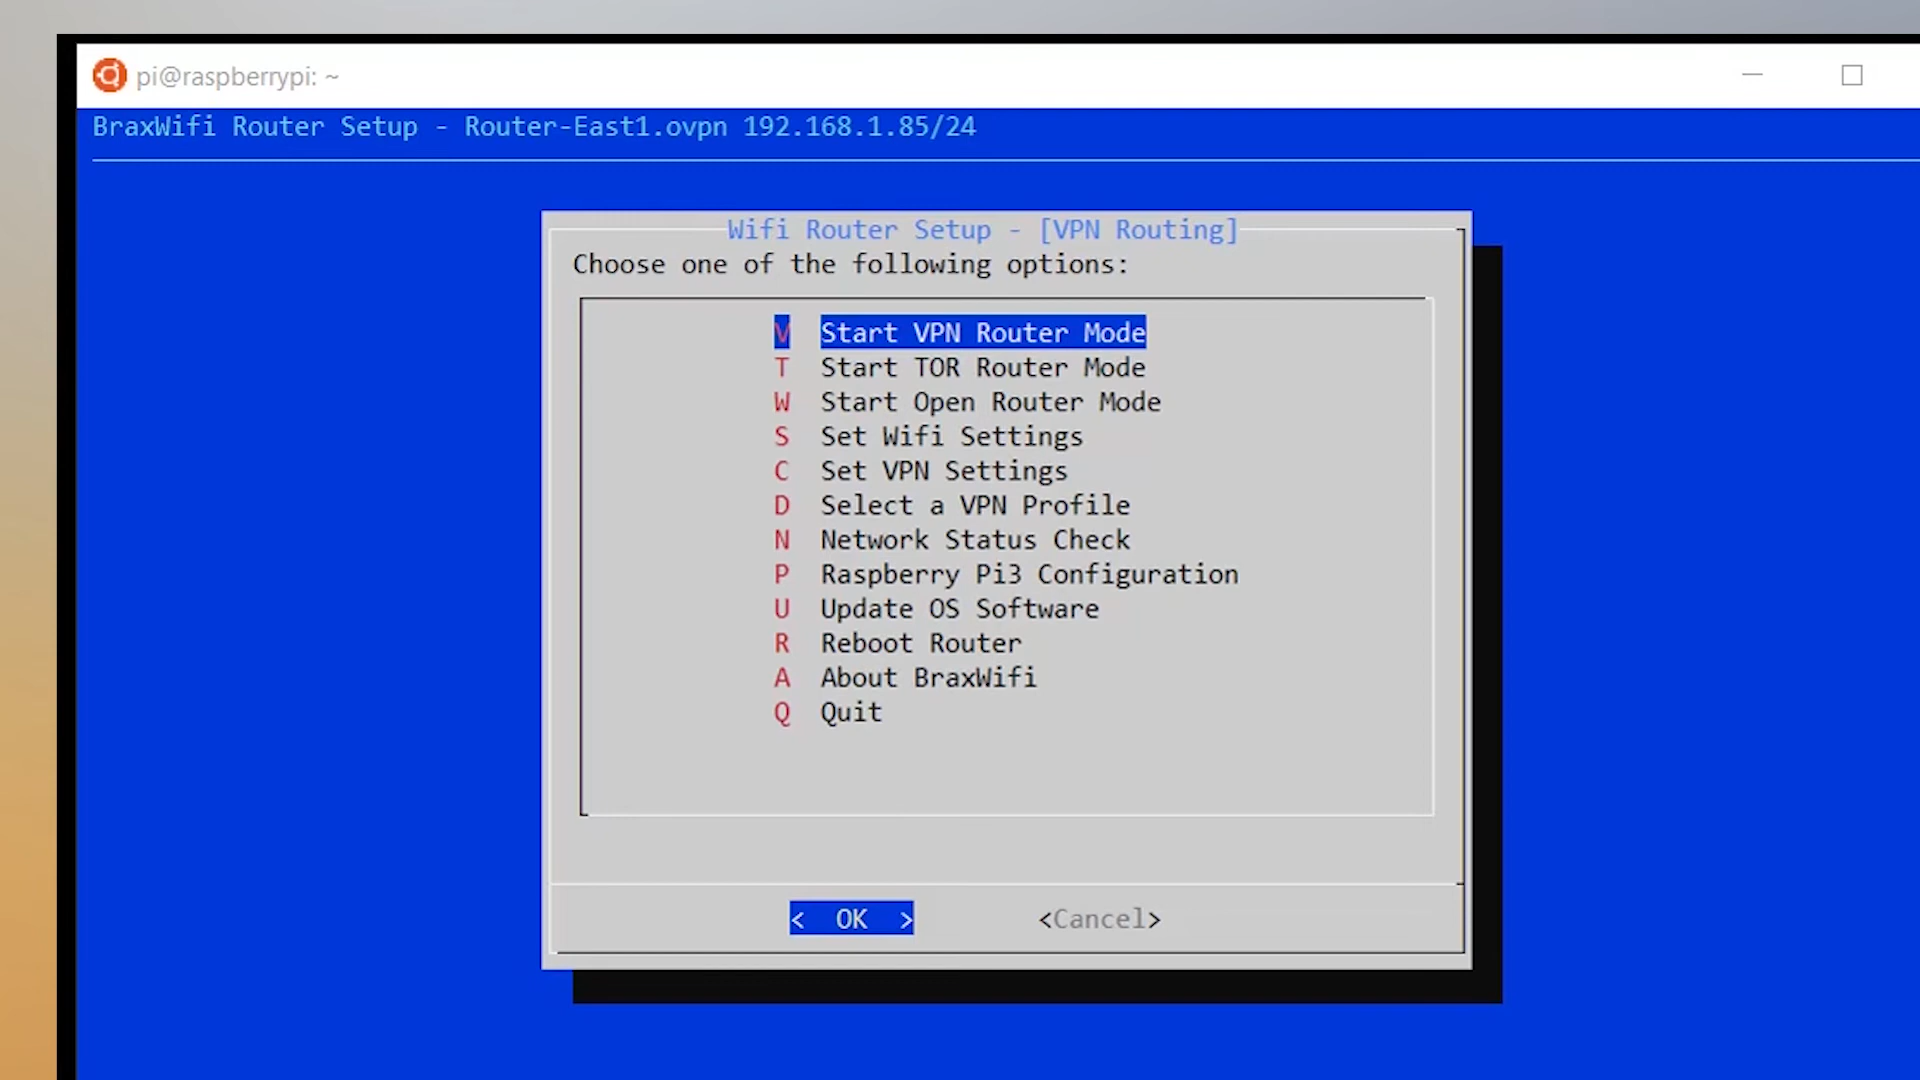 pi@raspberrypi: ~
BraxWifi Router Setup - Router-East1.ovpn 192.168.1.85/24
Wifi Router Setup - [VPN Routing]
Choose one of the following options:
V Start VPN Router Mode
T Start TOR Router Mode
W Start Open Router Mode
S Set Wifi Settings
C Set VPN Settings
D Select a VPN Profile
N Network Status Check
P Raspberry Pi3 Configuration
U Update OS Software
R Reboot Router
A About BraxWifi
Q Quit
< OK > <Cancel>